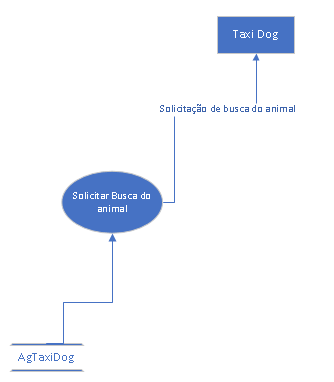 Taxi Dog
Solicitação de busca do animal
Solicitar Busca do
animal
AgTaxiDog